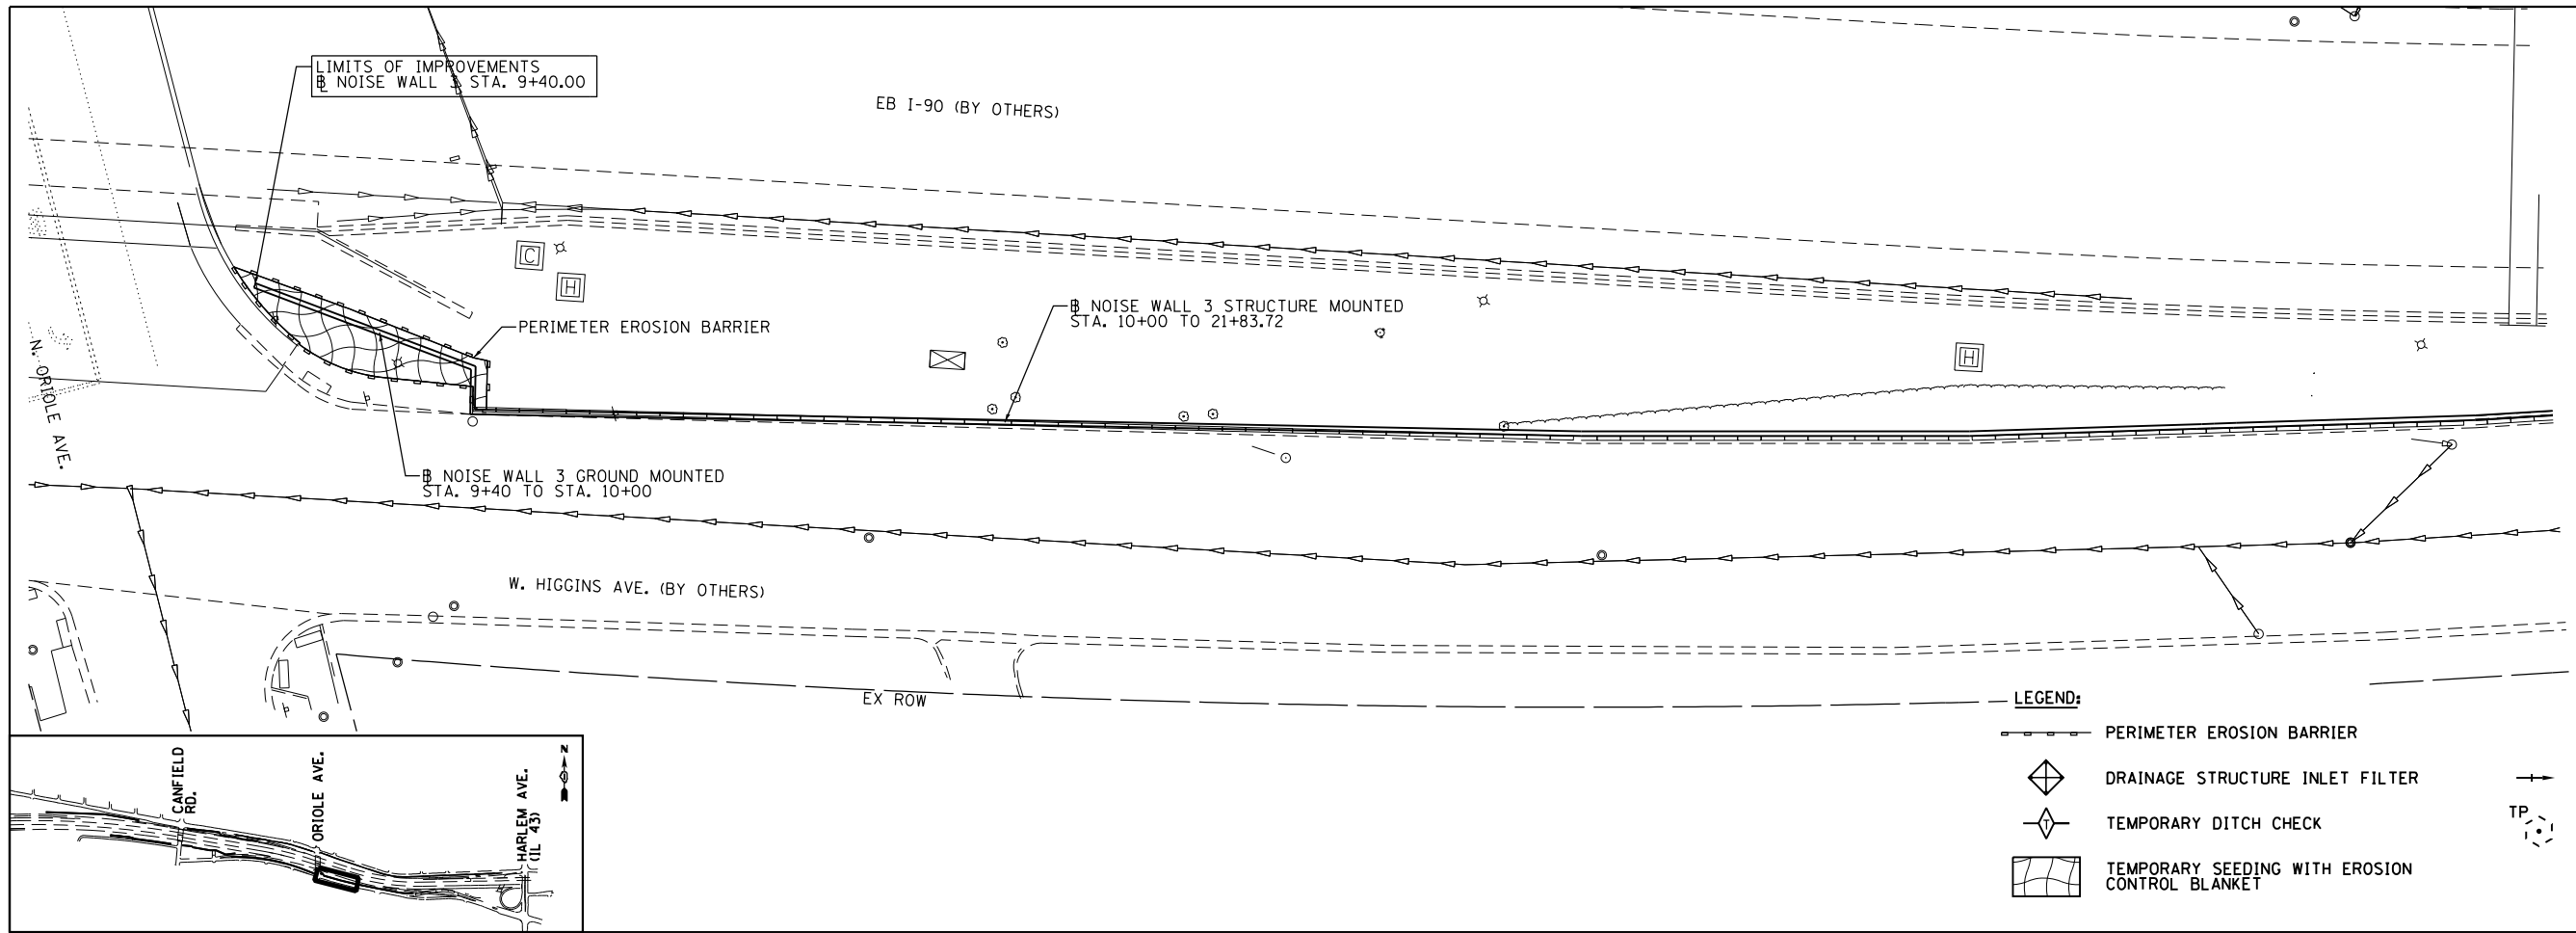 LIMITS OF IMPROVEMENTS
℄ NOISE WALL 3 STA. 9+40.00
EB I-90 (BY OTHERS)
C
H
PERIMETER EROSION BARRIER
℄ NOISE WALL 3 STRUCTURE MOUNTED
STA. 10+00 TO 21+83.72
H
N. ORIOLE AVE.
℄ NOISE WALL 3 GROUND MOUNTED
STA. 9+40 TO STA. 10+00
W. HIGGINS AVE. (BY OTHERS)
EX ROW
LEGEND:
PERIMETER EROSION BARRIER
DRAINAGE STRUCTURE INLET FILTER
T
TEMPORARY DITCH CHECK
TP
TEMPORARY SEEDING WITH EROSION
CONTROL BLANKET
CANFIELD
RD.
ORIOLE AVE.
HARLEM AVE.
(IL 43)
N